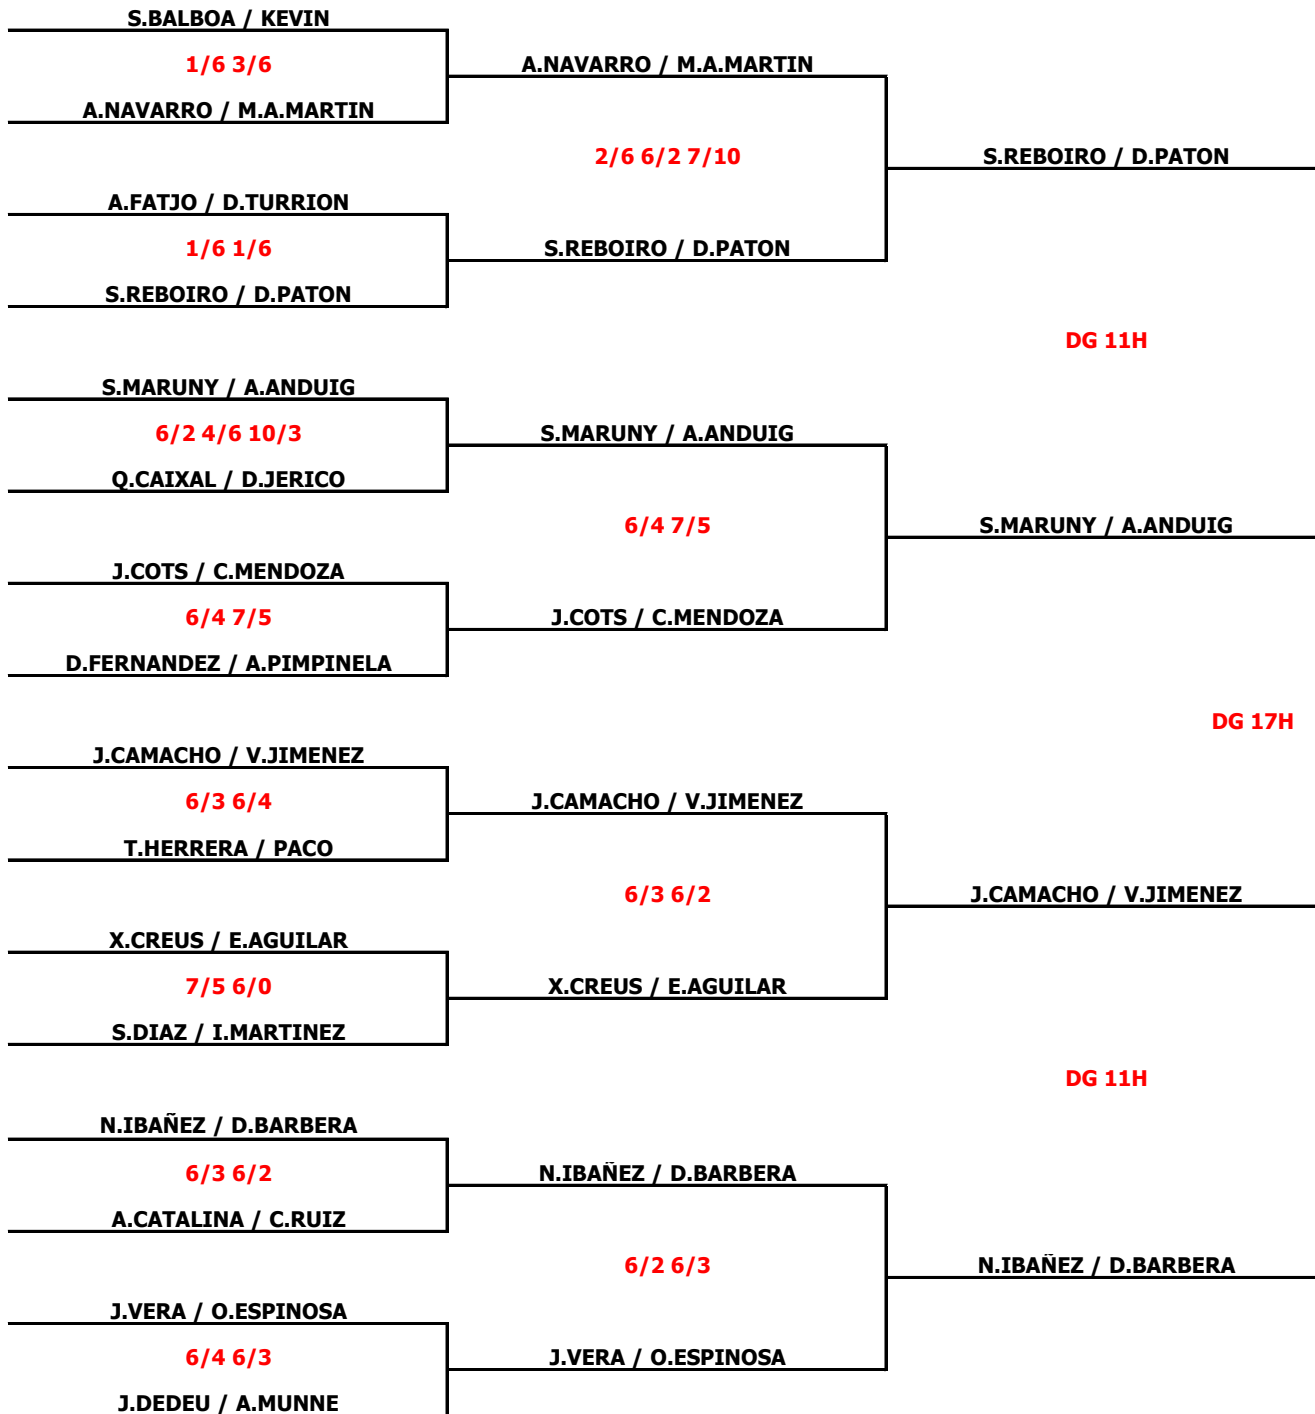 S.BALBOA / KEVIN
1/6 3/6
A.NAVARRO / M.A.MARTIN
A.NAVARRO / M.A.MARTIN
2/6 6/2 7/10
S.REBOIRO / D.PATON
A.FATJO / D.TURRION
1/6 1/6
S.REBOIRO / D.PATON
S.REBOIRO / D.PATON
DG 11H
S.MARUNY / A.ANDUIG
6/2 4/6 10/3
S.MARUNY / A.ANDUIG
Q.CAIXAL / D.JERICO
6/4 7/5
S.MARUNY / A.ANDUIG
J.COTS / C.MENDOZA
6/4 7/5
J.COTS / C.MENDOZA
D.FERNANDEZ / A.PIMPINELA
DG 17H
J.CAMACHO / V.JIMENEZ
6/3 6/4
J.CAMACHO / V.JIMENEZ
T.HERRERA / PACO
6/3 6/2
J.CAMACHO / V.JIMENEZ
X.CREUS / E.AGUILAR
7/5 6/0
X.CREUS / E.AGUILAR
S.DIAZ / I.MARTINEZ
DG 11H
N.IBAÑEZ / D.BARBERA
6/3 6/2
N.IBAÑEZ / D.BARBERA
A.CATALINA / C.RUIZ
6/2 6/3
N.IBAÑEZ / D.BARBERA
J.VERA / O.ESPINOSA
6/4 6/3
J.VERA / O.ESPINOSA
J.DEDEU / A.MUNNE